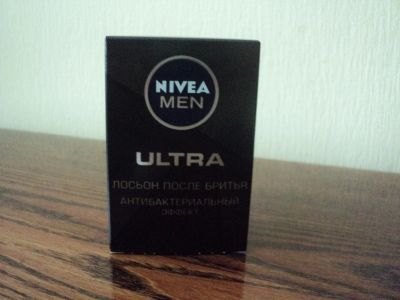 NIVEA
MEN
ULTRA
ЛОСЬОН ПОСЛЕ БРИТЬЯ
АНТИБАКТЕРИАЛЬНЫЙ
ЭФФЕКТ